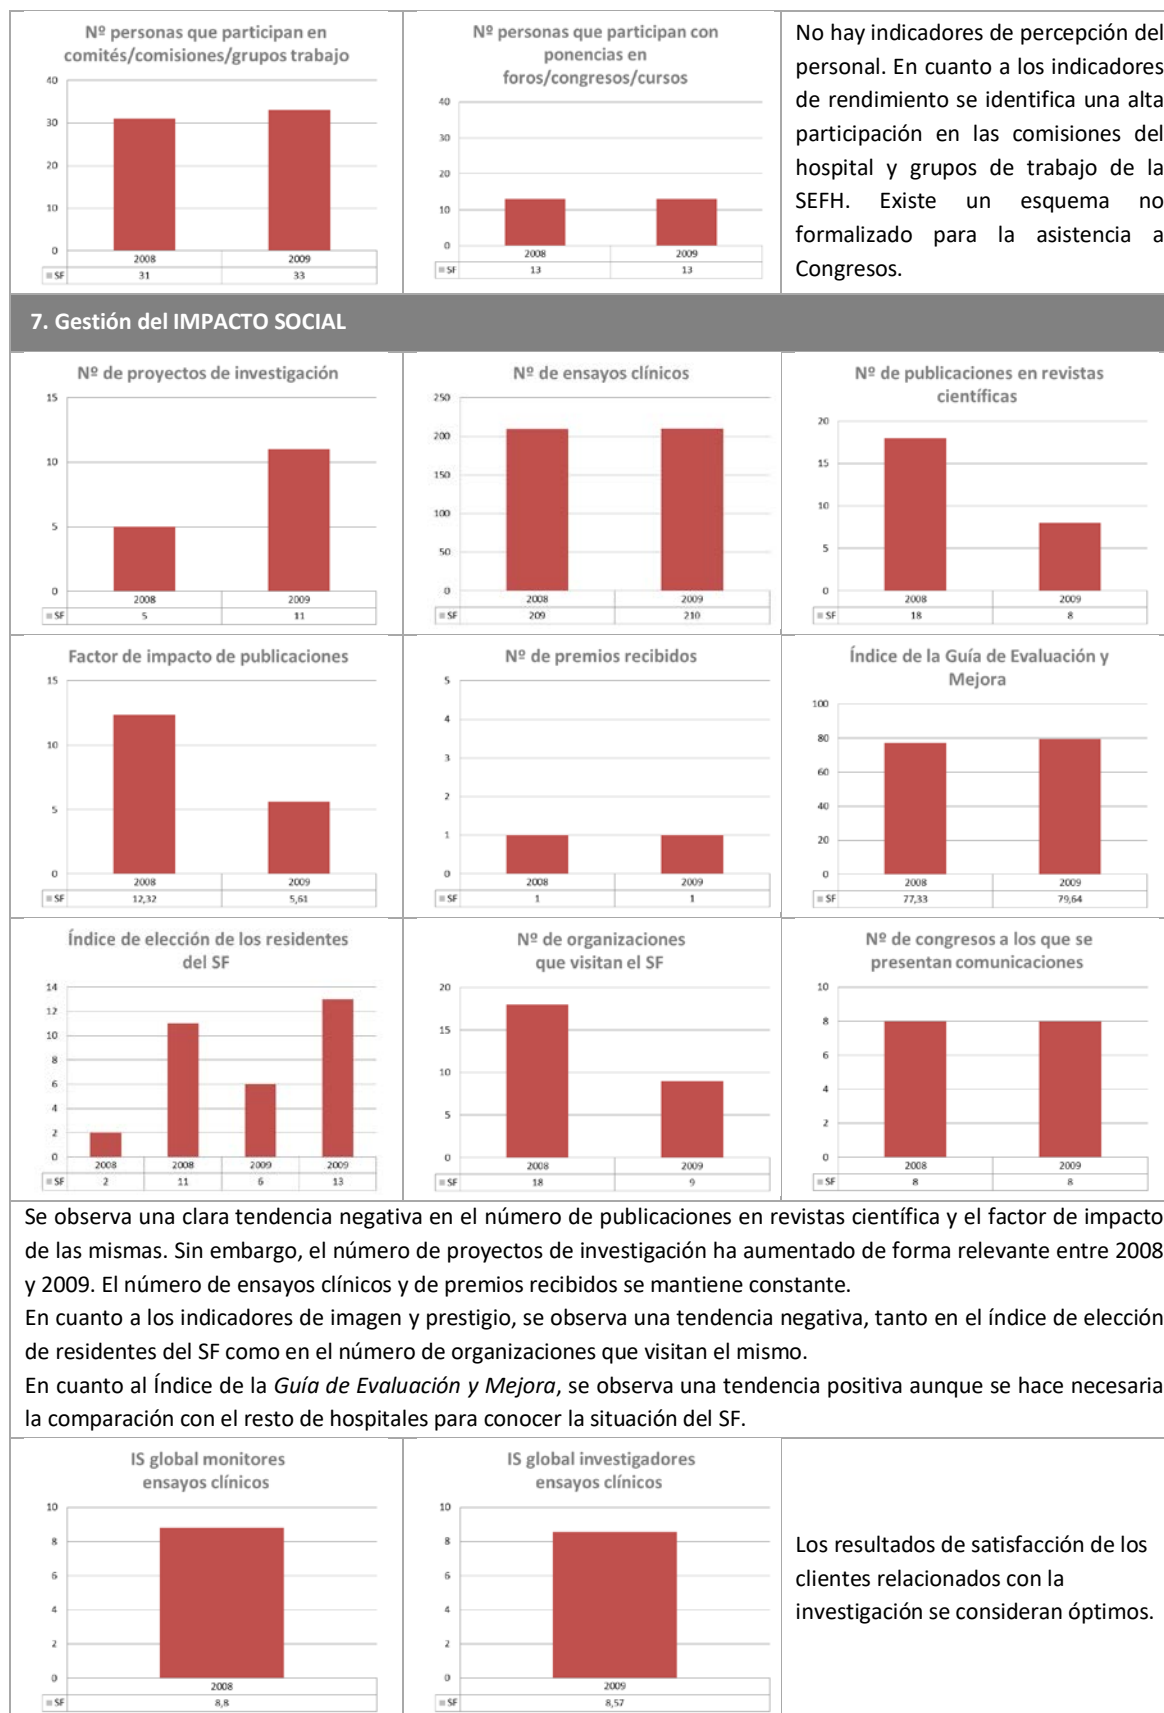 Nº personas que participan en
comités/comisiones/grupos trabajo
40
30
20
10
0
2008 2009
SF 31 33
Nº personas que participan con
ponencias en
foros/congresos/cursos
40
30
20
10
0
2008 2009
SF 13 13
No hay indicadores de percepción del
personal. En cuanto a los indicadores
de rendimiento se identifica una alta
participación en las comisiones del
hospital y grupos de trabajo de la
SEFH. Existe un esquema no
formalizado para la asistencia a
Congresos.
7. Gestión del IMPACTO SOCIAL
Nº de proyectos de investigación
15
10
5
0
2008 2009
SF 5 11
Nº de ensayos clínicos
250
200
150
100
50
0
2008 2009
SF 209 210
Nº de publicaciones en revistas
científicas
20
15
10
5
0
2008 2009
SF 18 8
Factor de impacto de publicaciones
15
10
5
0
2008 2009
SF 12,32 5,61
Nº de premios recibidos
5
4
3
2
1
0
2008 2009
SF 1 1
Índice de la Guía de Evaluación y
Mejora
100
80
60
40
20
0
2008 2009
SF 77,33 79,64
Índice de elección de los residentes
del SF
14
12
10
8
6
4
2
0
2008 2008 2009 2009
SF 2 11 6 13
Nº de organizaciones
que visitan el SF
20
15
10
5
0
2008 2009
SF 18 9
Nº de congresos a los que se
presentan comunicaciones
10
8
6
4
2
0
2008 2009
SF 8 8
Se observa una clara tendencia negativa en el número de publicaciones en revistas científica y el factor de impacto
de las mismas. Sin embargo, el número de proyectos de investigación ha aumentado de forma relevante entre 2008
y 2009. El número de ensayos clínicos y de premios recibidos se mantiene constante.
En cuanto a los indicadores de imagen y prestigio, se observa una tendencia negativa, tanto en el índice de elección
de residentes del SF como en el número de organizaciones que visitan el mismo.
En cuanto al Índice de la Guía de Evaluación y Mejora, se observa una tendencia positiva aunque se hace necesaria
la comparación con el resto de hospitales para conocer la situación del SF.
IS global monitores
ensayos clínicos
10
8
6
4
2
0
2008
SF 8,8
IS global investigadores
ensayos clínicos
10
8
6
4
2
0
2009
SF 8,57
Los resultados de satisfacción de los
clientes relacionados con la
investigación se consideran óptimos.